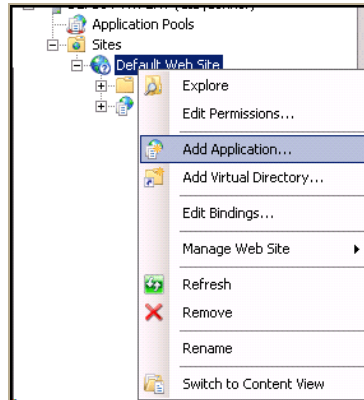 Application Pools
Sites
Default Web Site
Explore
Edit Permissions...
Add Application...
Add Virtual Directory...
Edit Bindings...
Manage Web Site
Refresh
Remove
Rename
Switch to Content View